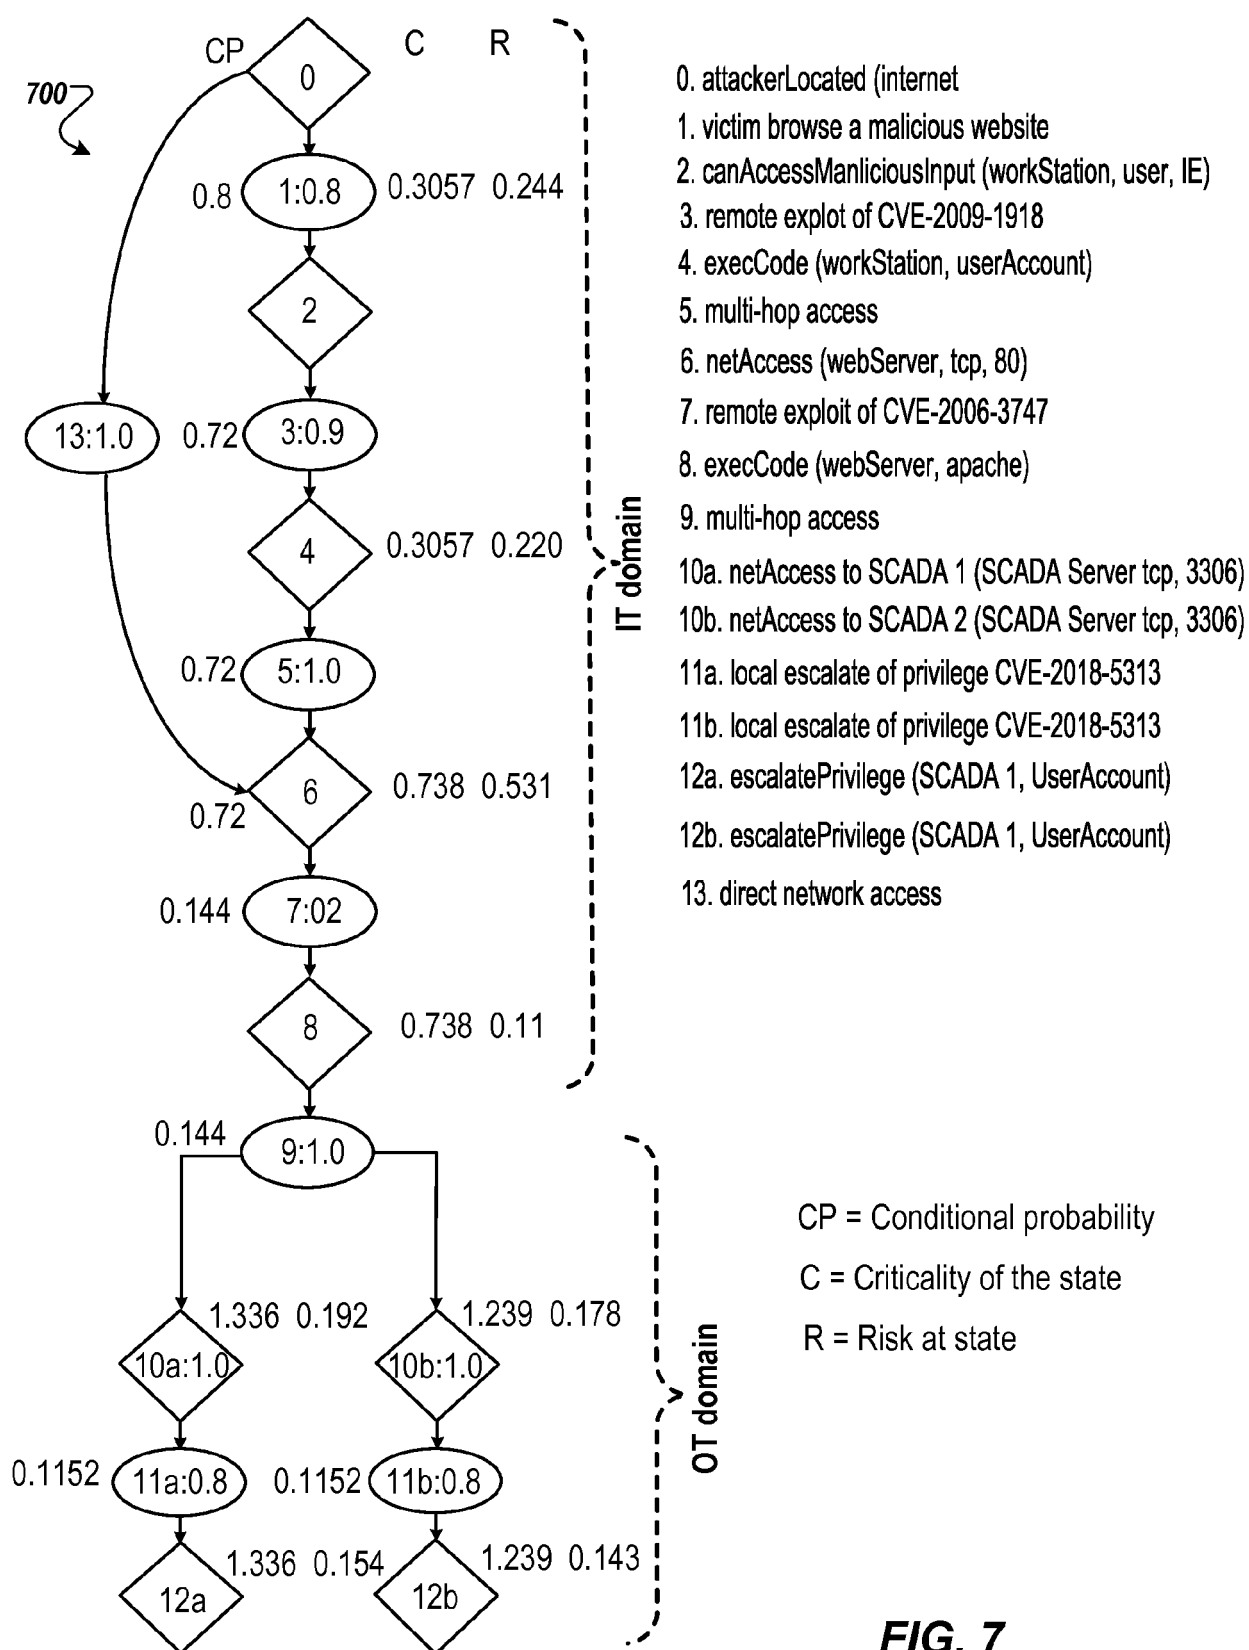 CP C R
700
0
1:0.8
0.8
0.3057 0.244
2
13:1.0
0.72
3:0.9
4
0.3057 0.220
0.72
5:1.0
6
0.738 0.531
0.72
0.144
7:02
8
0.738 0.11
IT domain
0.144
9:1.0
1.336 0.192
1.239 0.178
10a:1.0
10b:1.0
0.1152
11a:0.8
0.1152
11b:0.8
1.336 0.154
1.239 0.143
12a
12b
OT domain
0. attackerLocated (internet
1. victim browse a malicious website
2. canAccessManliciousInput (workStation, user, IE)
3. remote explot of CVE-2009-1918
4. execCode (workStation, userAccount)
5. multi-hop access
6. netAccess (webServer, tcp, 80)
7. remote exploit of CVE-2006-3747
8. execCode (webServer, apache)
9. multi-hop access
10a. netAccess to SCADA 1 (SCADA Server tcp, 3306)
10b. netAccess to SCADA 2 (SCADA Server tcp, 3306)
11a. local escalate of privilege CVE-2018-5313
11b. local escalate of privilege CVE-2018-5313
12a. escalatePrivilege (SCADA 1, UserAccount)
12b. escalatePrivilege (SCADA 1, UserAccount)
13. direct network access
CP = Conditional probability
C = Criticality of the state
R = Risk at state
FIG. 7